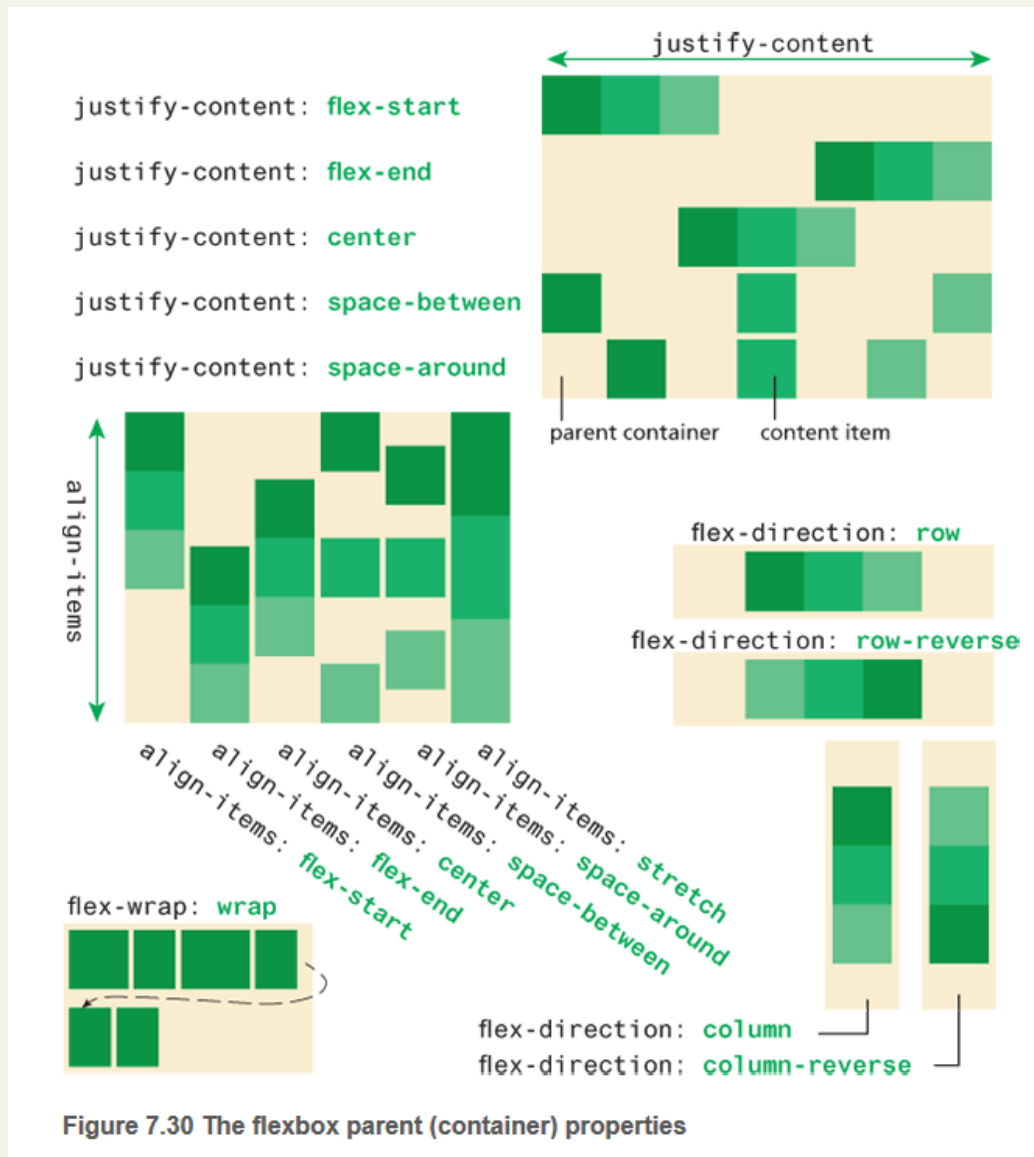 justify-content
justify-content: flex-start
justify-content: flex-end
justify-content: center
justify-content: space-between
justify-content: space-around
parent container
content item
align-items
flex-direction: row
flex-direction: row-reverse
align-items: flex-start
align-items: flex-end
align-items: center
align-items: space-between
align-items: space-around
align-items: stretch
flex-wrap: wrap
flex-direction: column
flex-direction: column-reverse
Figure 7.30 The flexbox parent (container) properties